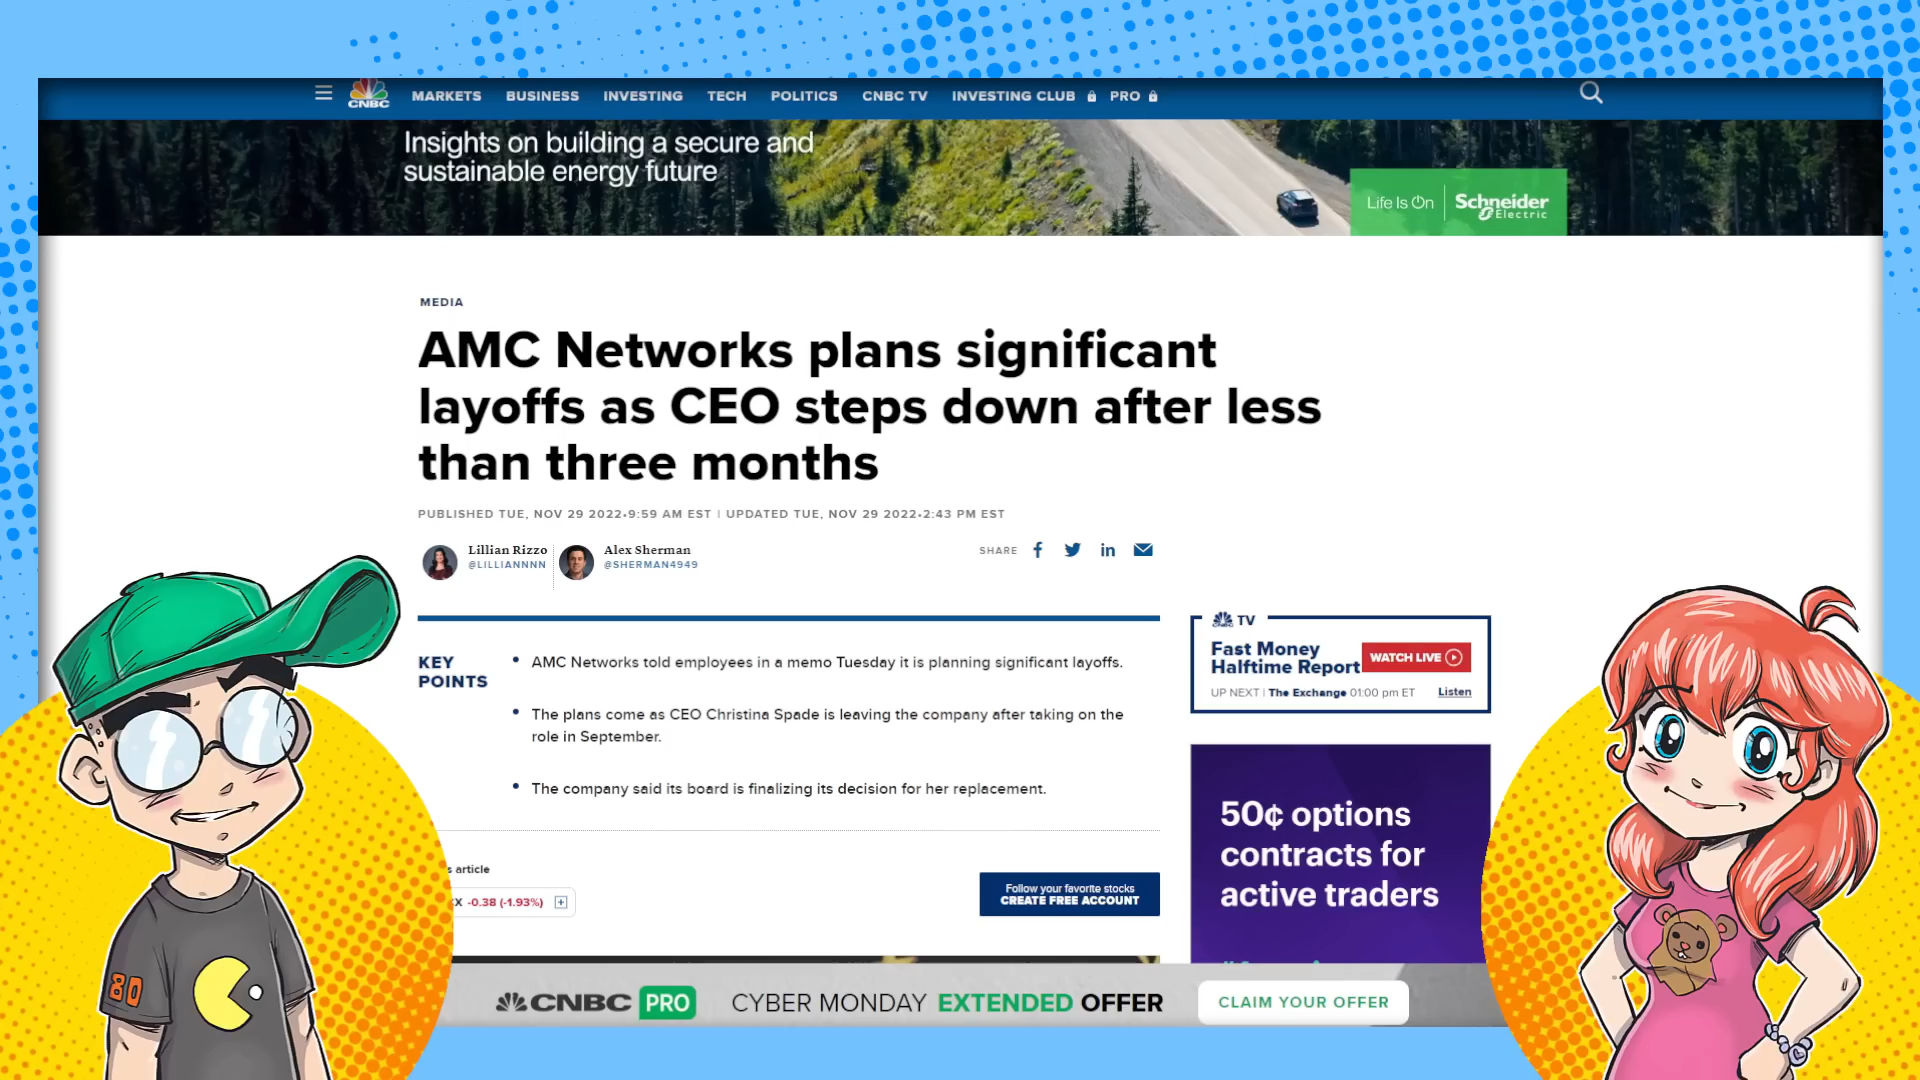 CNBC
MARKETS BUSINESS INVESTING TECH POLITICS CNBC TV INVESTING CLUB PRO
Insights on building a secure and
sustainable energy future
Life Is On Schneider
Electric
MEDIA
AMC Networks plans significant
layoffs as CEO steps down after less
than three months
PUBLISHED TUE, NOV 29 2022•9:59 AM EST | UPDATED TUE, NOV 29 2022•2:43 PM EST
Lillian Rizzo
@LILLIANNNN
Alex Sherman
@SHERMAN4949
SHARE
KEY
POINTS
• AMC Networks told employees in a memo Tuesday it is planning significant layoffs.
• The plans come as CEO Christina Spade is leaving the company after taking on the
role in September.
• The company said its board is finalizing its decision for her replacement.
TV
Fast Money
Halftime Report
WATCH LIVE
UP NEXT | The Exchange 01:00 pm ET Listen
50¢ options
contracts for
active traders
article
X -0.38 (-1.93%)
Follow your favorite stocks
CREATE FREE ACCOUNT
CNBC PRO CYBER MONDAY EXTENDED OFFER CLAIM YOUR OFFER
80